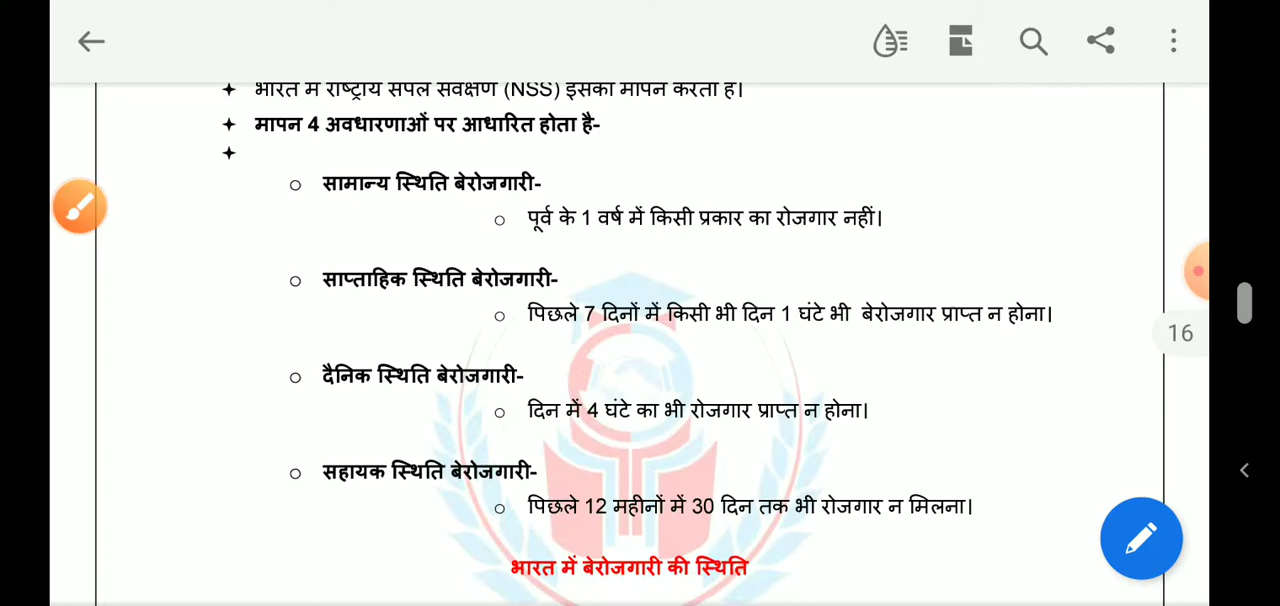 भारत में राष्ट्रीय सैंपल सर्वेक्षण (NSS) इसका मापन करता है।
मापन 4 अवधारणाओं पर आधारित होता है-
सामान्य स्थिति बेरोजगारी-
पूर्व के 1 वर्ष में किसी प्रकार का रोजगार नहीं।
साप्ताहिक स्थिति बेरोजगारी-
पिछले 7 दिनों में किसी भी दिन 1 घंटे भी बेरोजगार प्राप्त न होना।
16
दैनिक स्थिति बेरोजगारी-
दिन में 4 घंटे का भी रोजगार प्राप्त न होना।
सहायक स्थिति बेरोजगारी-
पिछले 12 महीनों में 30 दिन तक भी रोजगार न मिलना।
भारत में बेरोजगारी की स्थिति